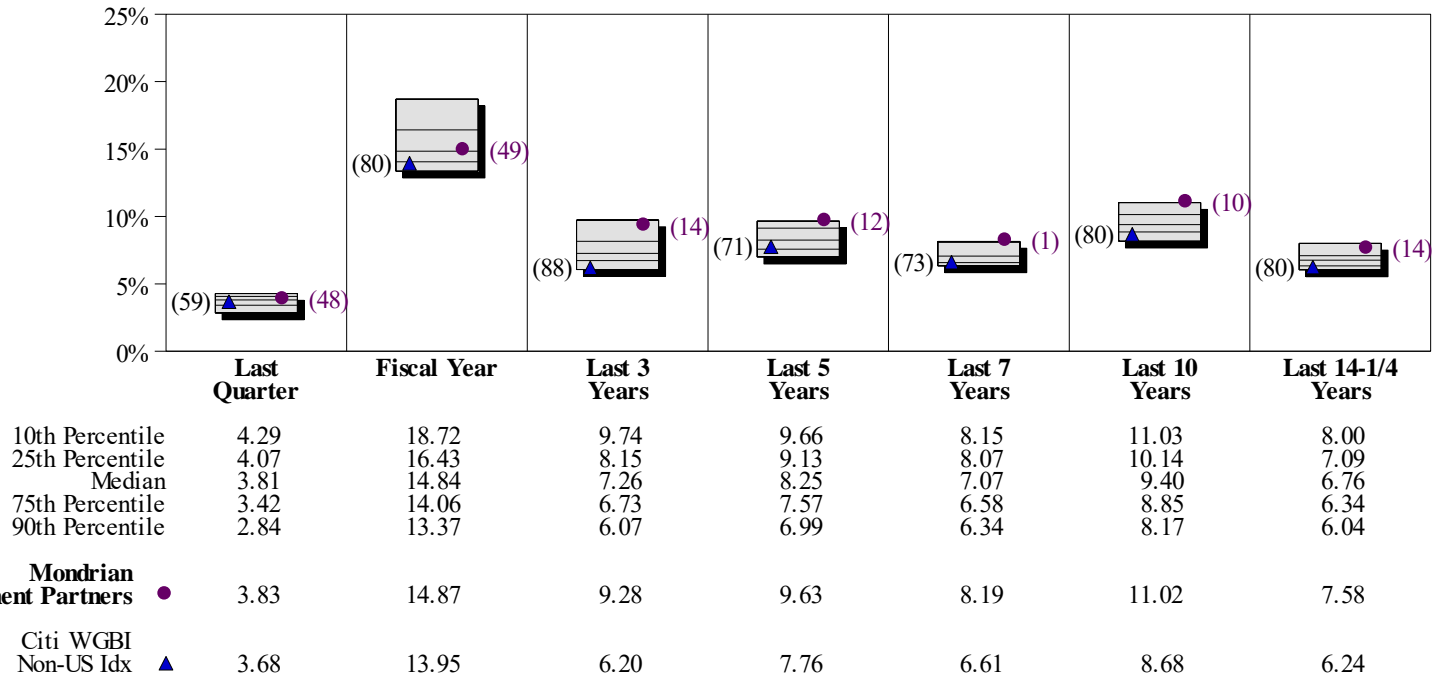 25%
20%
15%
10%
5%
0%
(59) (48)
(80) (49)
(88) (14)
(71) (12)
(73) (1)
(80) (10)
(80) (14)
Last Quarter Fiscal Year Last 3 Years Last 5 Years Last 7 Years Last 10 Years Last 14-1/4 Years
10th Percentile 4.29 18.72 9.74 9.66 8.15 11.03 8.00
25th Percentile 4.07 16.43 8.15 9.13 8.07 10.14 7.09
Median 3.81 14.84 7.26 8.25 7.07 9.40 6.76
75th Percentile 3.42 14.06 6.73 7.57 6.58 8.85 6.34
90th Percentile 2.84 13.37 6.07 6.99 6.34 8.17 6.04
Mondrian
ent Partners 3.83 14.87 9.28 9.63 8.19 11.02 7.58
Citi WGBI
Non-US Idx 3.68 13.95 6.20 7.76 6.61 8.68 6.24